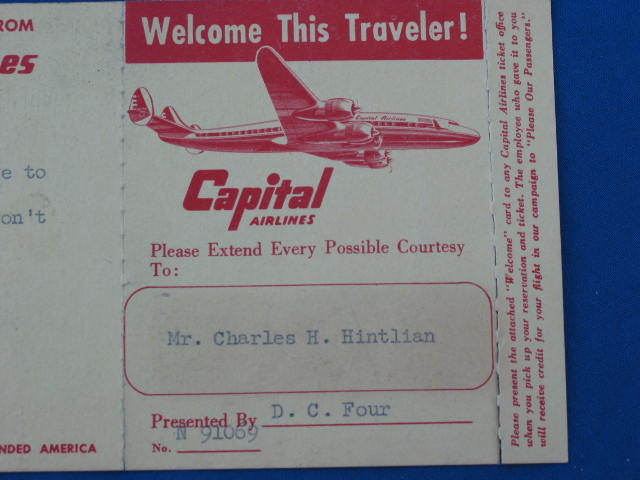 ROM
es
e to
on't
NDED AMERICA
Welcome This Traveler!
Capital Airlines
Capital
AIRLINES
Please Extend Every Possible Courtesy
To:
Mr. Charles H. Hintlian
Presented By D. C. Four
No. N 91069
Please present the attached "Welcome" card to any Capital Airlines ticket office
when you pick up your reservation and ticket. The employee who gave it to you
will receive credit for your flight in our campaign to "Please Our Passengers."